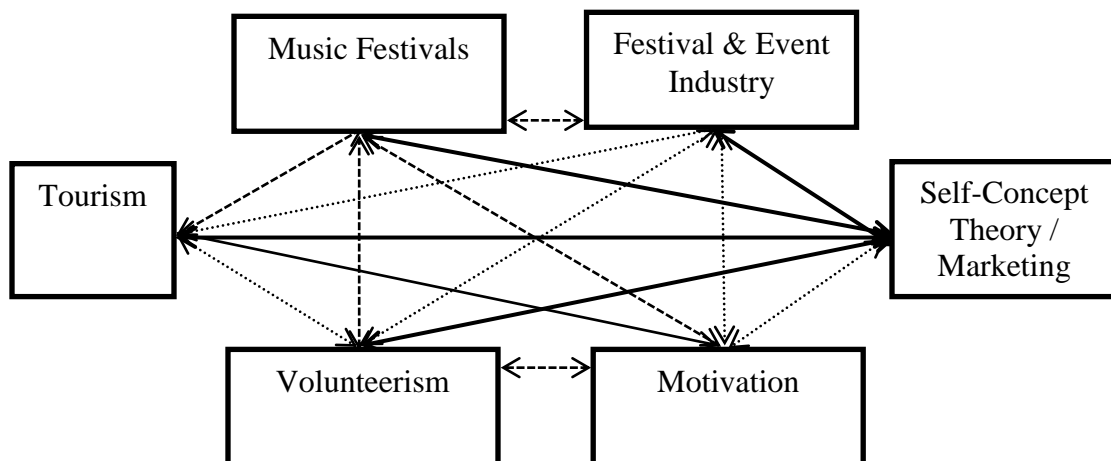 Music Festivals
Festival & Event
Industry
Tourism
Self-Concept
Theory /
Marketing
Volunteerism
Motivation